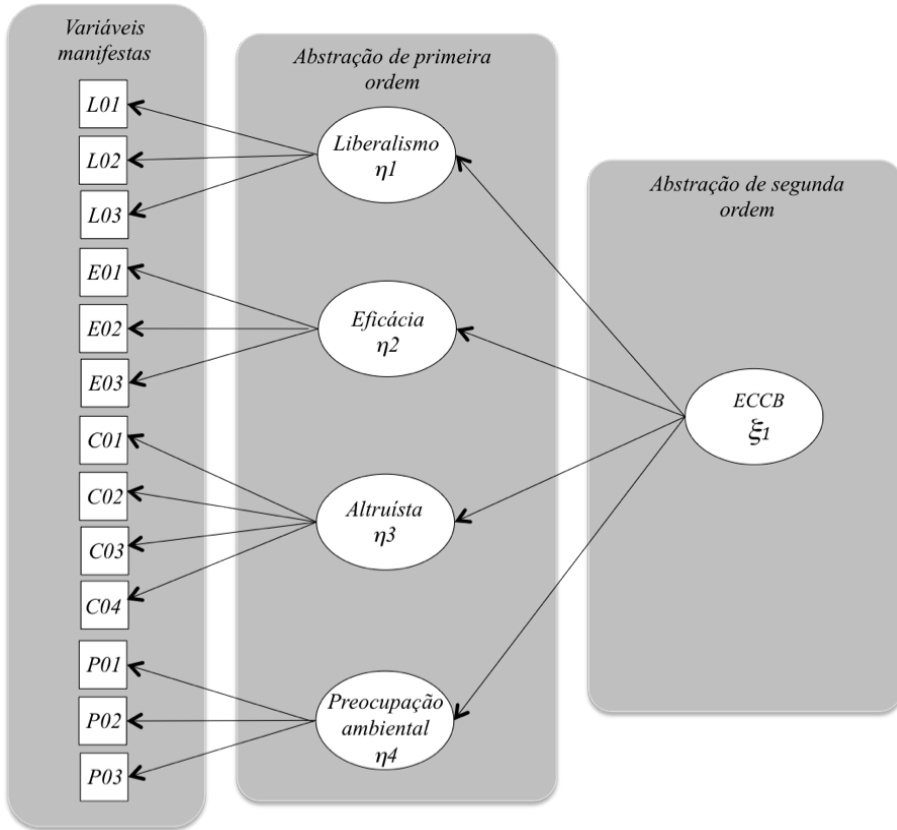 Variáveis
manifestas
L01
L02
L03
E01
E02
E03
C01
C02
C03
C04
P01
P02
P03
Abstração de primeira
ordem
Liberalismo
η1
Eficácia
η2
Altruísta
η3
Preocupação
ambiental
η4
Abstração de segunda
ordem
ECCB
ξ1